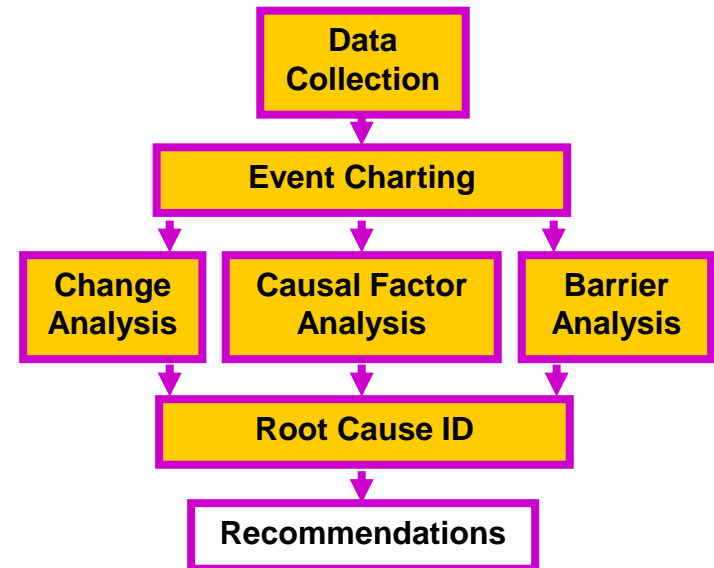 Data
Collection
Event Charting
Change
Analysis
Causal Factor
Analysis
Barrier
Analysis
Root Cause ID
Recommendations